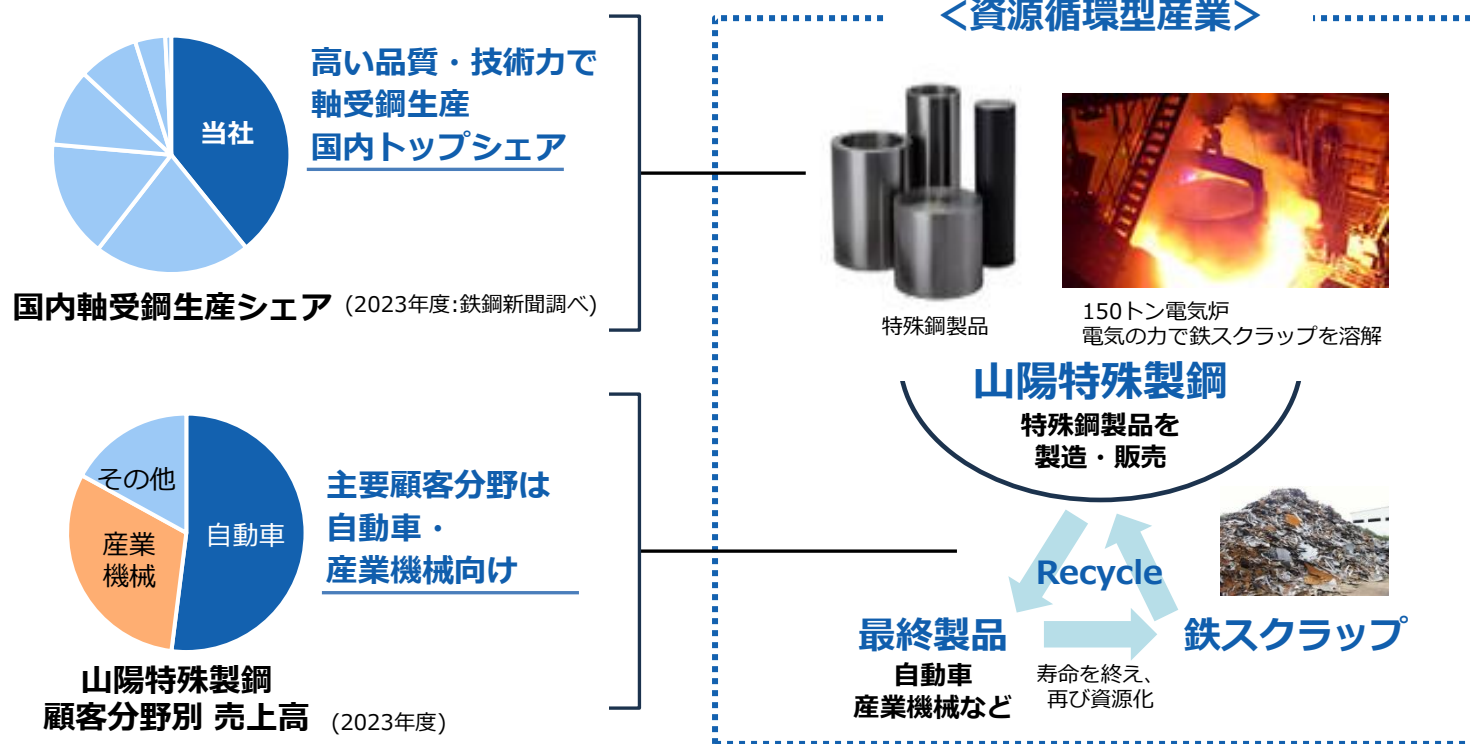 高い品質・技術力で
軸受鋼生産
国内トップシェア
当社
国内軸受鋼生産シェア (2023年度:鉄鋼新聞調べ)
その他
産業
機械
自動車
主要顧客分野は
自動車・
産業機械向け
山陽特殊製鋼
顧客分野別 売上高 (2023年度)
＜資源循環型産業＞
特殊鋼製品
150トン電気炉
電気の力で鉄スクラップを溶解
山陽特殊製鋼
特殊鋼製品を
製造・販売
Recycle
最終製品
自動車
産業機械など
寿命を終え、
再び資源化
鉄スクラップ